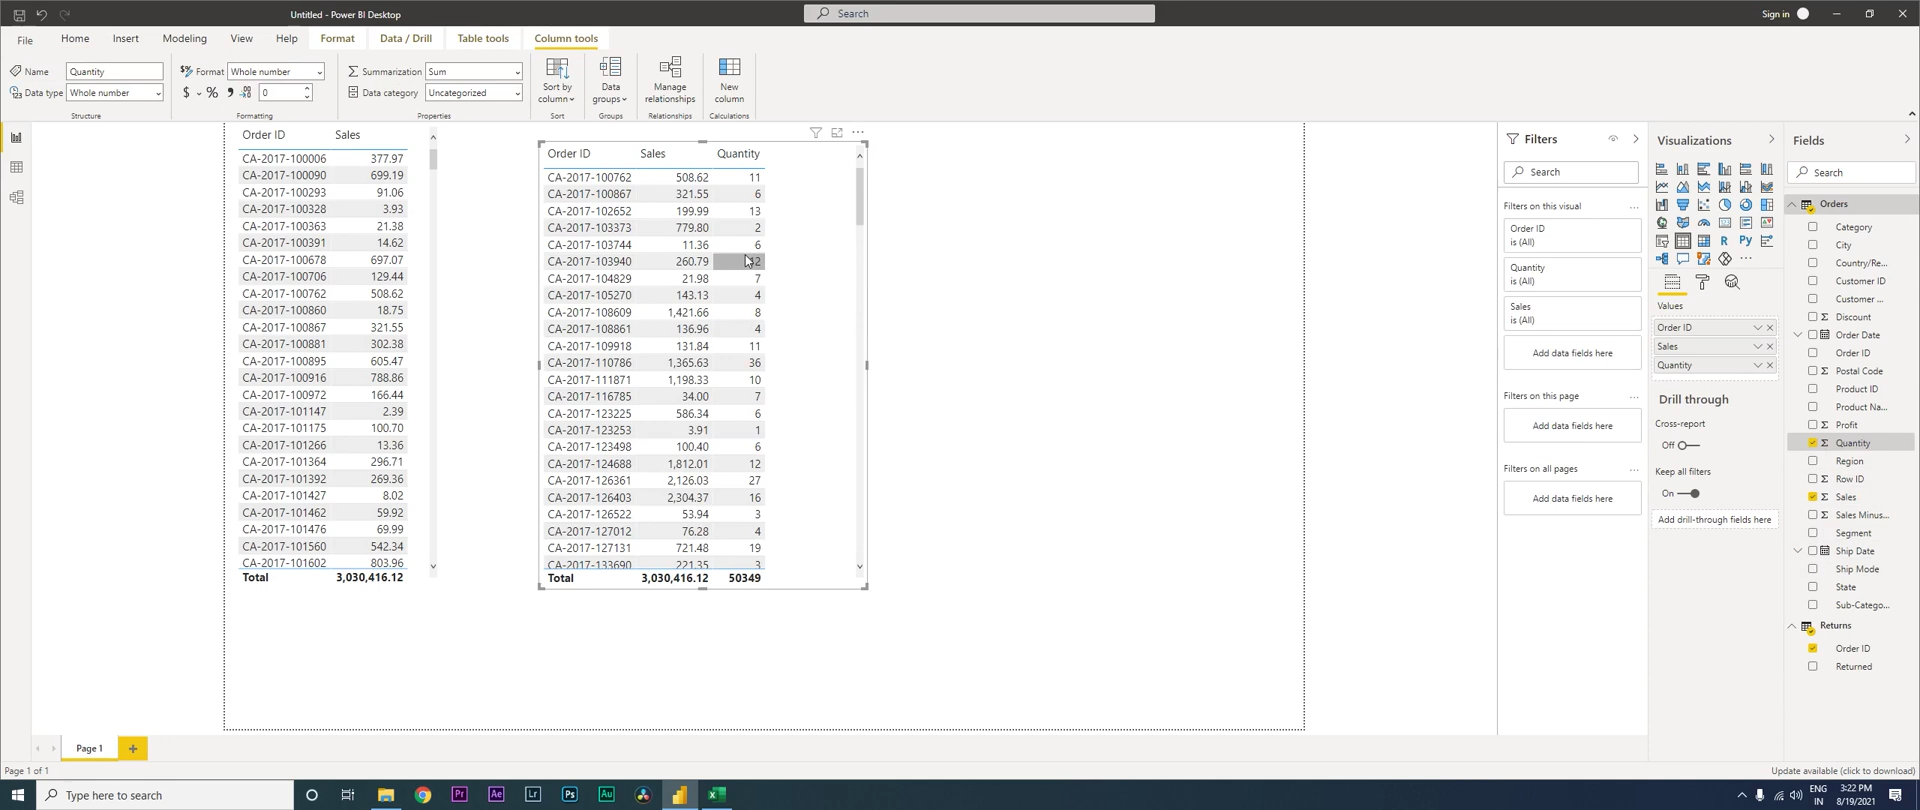 Untitled - Power BI Desktop
Search
Sign in
File
Home
Insert
Modeling
View
Help
Format
Data / Drill
Table tools
Column tools
Name
Quantity
Data type
Whole number
Structure
Format
Whole number
$
%
0
Formatting
Summarization
Sum
Data category
Uncategorized
Properties
Sort by
column
Sort
Data
groups
Groups
Manage
relationships
Relationships
New
column
Calculations
Order ID Sales
CA-2017-100006 377.97
CA-2017-100090 699.19
CA-2017-100293 91.06
CA-2017-100328 3.93
CA-2017-100363 21.38
CA-2017-100391 14.62
CA-2017-100678 697.07
CA-2017-100706 129.44
CA-2017-100762 508.62
CA-2017-100860 18.75
CA-2017-100867 321.55
CA-2017-100881 302.38
CA-2017-100895 605.47
CA-2017-100916 788.86
CA-2017-100972 166.44
CA-2017-101147 2.39
CA-2017-101175 100.70
CA-2017-101266 13.36
CA-2017-101364 296.71
CA-2017-101392 269.36
CA-2017-101427 8.02
CA-2017-101462 59.92
CA-2017-101476 69.99
CA-2017-101560 542.34
CA-2017-101602 803.96
Total 3,030,416.12
Order ID Sales Quantity
CA-2017-100762 508.62 11
CA-2017-100867 321.55 6
CA-2017-102652 199.99 13
CA-2017-103373 779.80 2
CA-2017-103744 11.36 6
CA-2017-103940 260.79
CA-2017-104829 21.98 7
CA-2017-105270 143.13 4
CA-2017-108609 1,421.66 8
CA-2017-108861 136.96 4
CA-2017-109918 131.84 11
CA-2017-110786 1,365.63 36
CA-2017-111871 1,198.33 10
CA-2017-116785 34.00 7
CA-2017-123225 586.34 6
CA-2017-123253 3.91 1
CA-2017-123498 100.40 6
CA-2017-124688 1,812.01 12
CA-2017-126361 2,126.03 27
CA-2017-126403 2,304.37 16
CA-2017-126522 53.94 3
CA-2017-127012 76.28 4
CA-2017-127131 721.48 19
CA-2017-133690 221.35 3
Total 3,030,416.12 50349
Filters
Search
Filters on this visual
Order ID
is (All)
Quantity
is (All)
Sales
is (All)
Add data fields here
Filters on this page
Add data fields here
Filters on all pages
Add data fields here
Visualizations
R
Py
Values
Order ID
Sales
Quantity
Drill through
Cross-report
Off
Keep all filters
On
Add drill-through fields here
Fields
Search
Orders
Category
City
Country/Re...
Customer ID
Customer ...
Discount
Order Date
Order ID
Postal Code
Product ID
Product Na...
Profit
Quantity
Region
Row ID
Sales
Sales Minus...
Segment
Ship Date
Ship Mode
State
Sub-Catego...
Returns
Order ID
Returned
Page 1
Page 1 of 1
Update available (click to download)
Type here to search
Pr
Ae
Lr
Ps
Au
ENG
IN
3:22 PM
8/19/2021